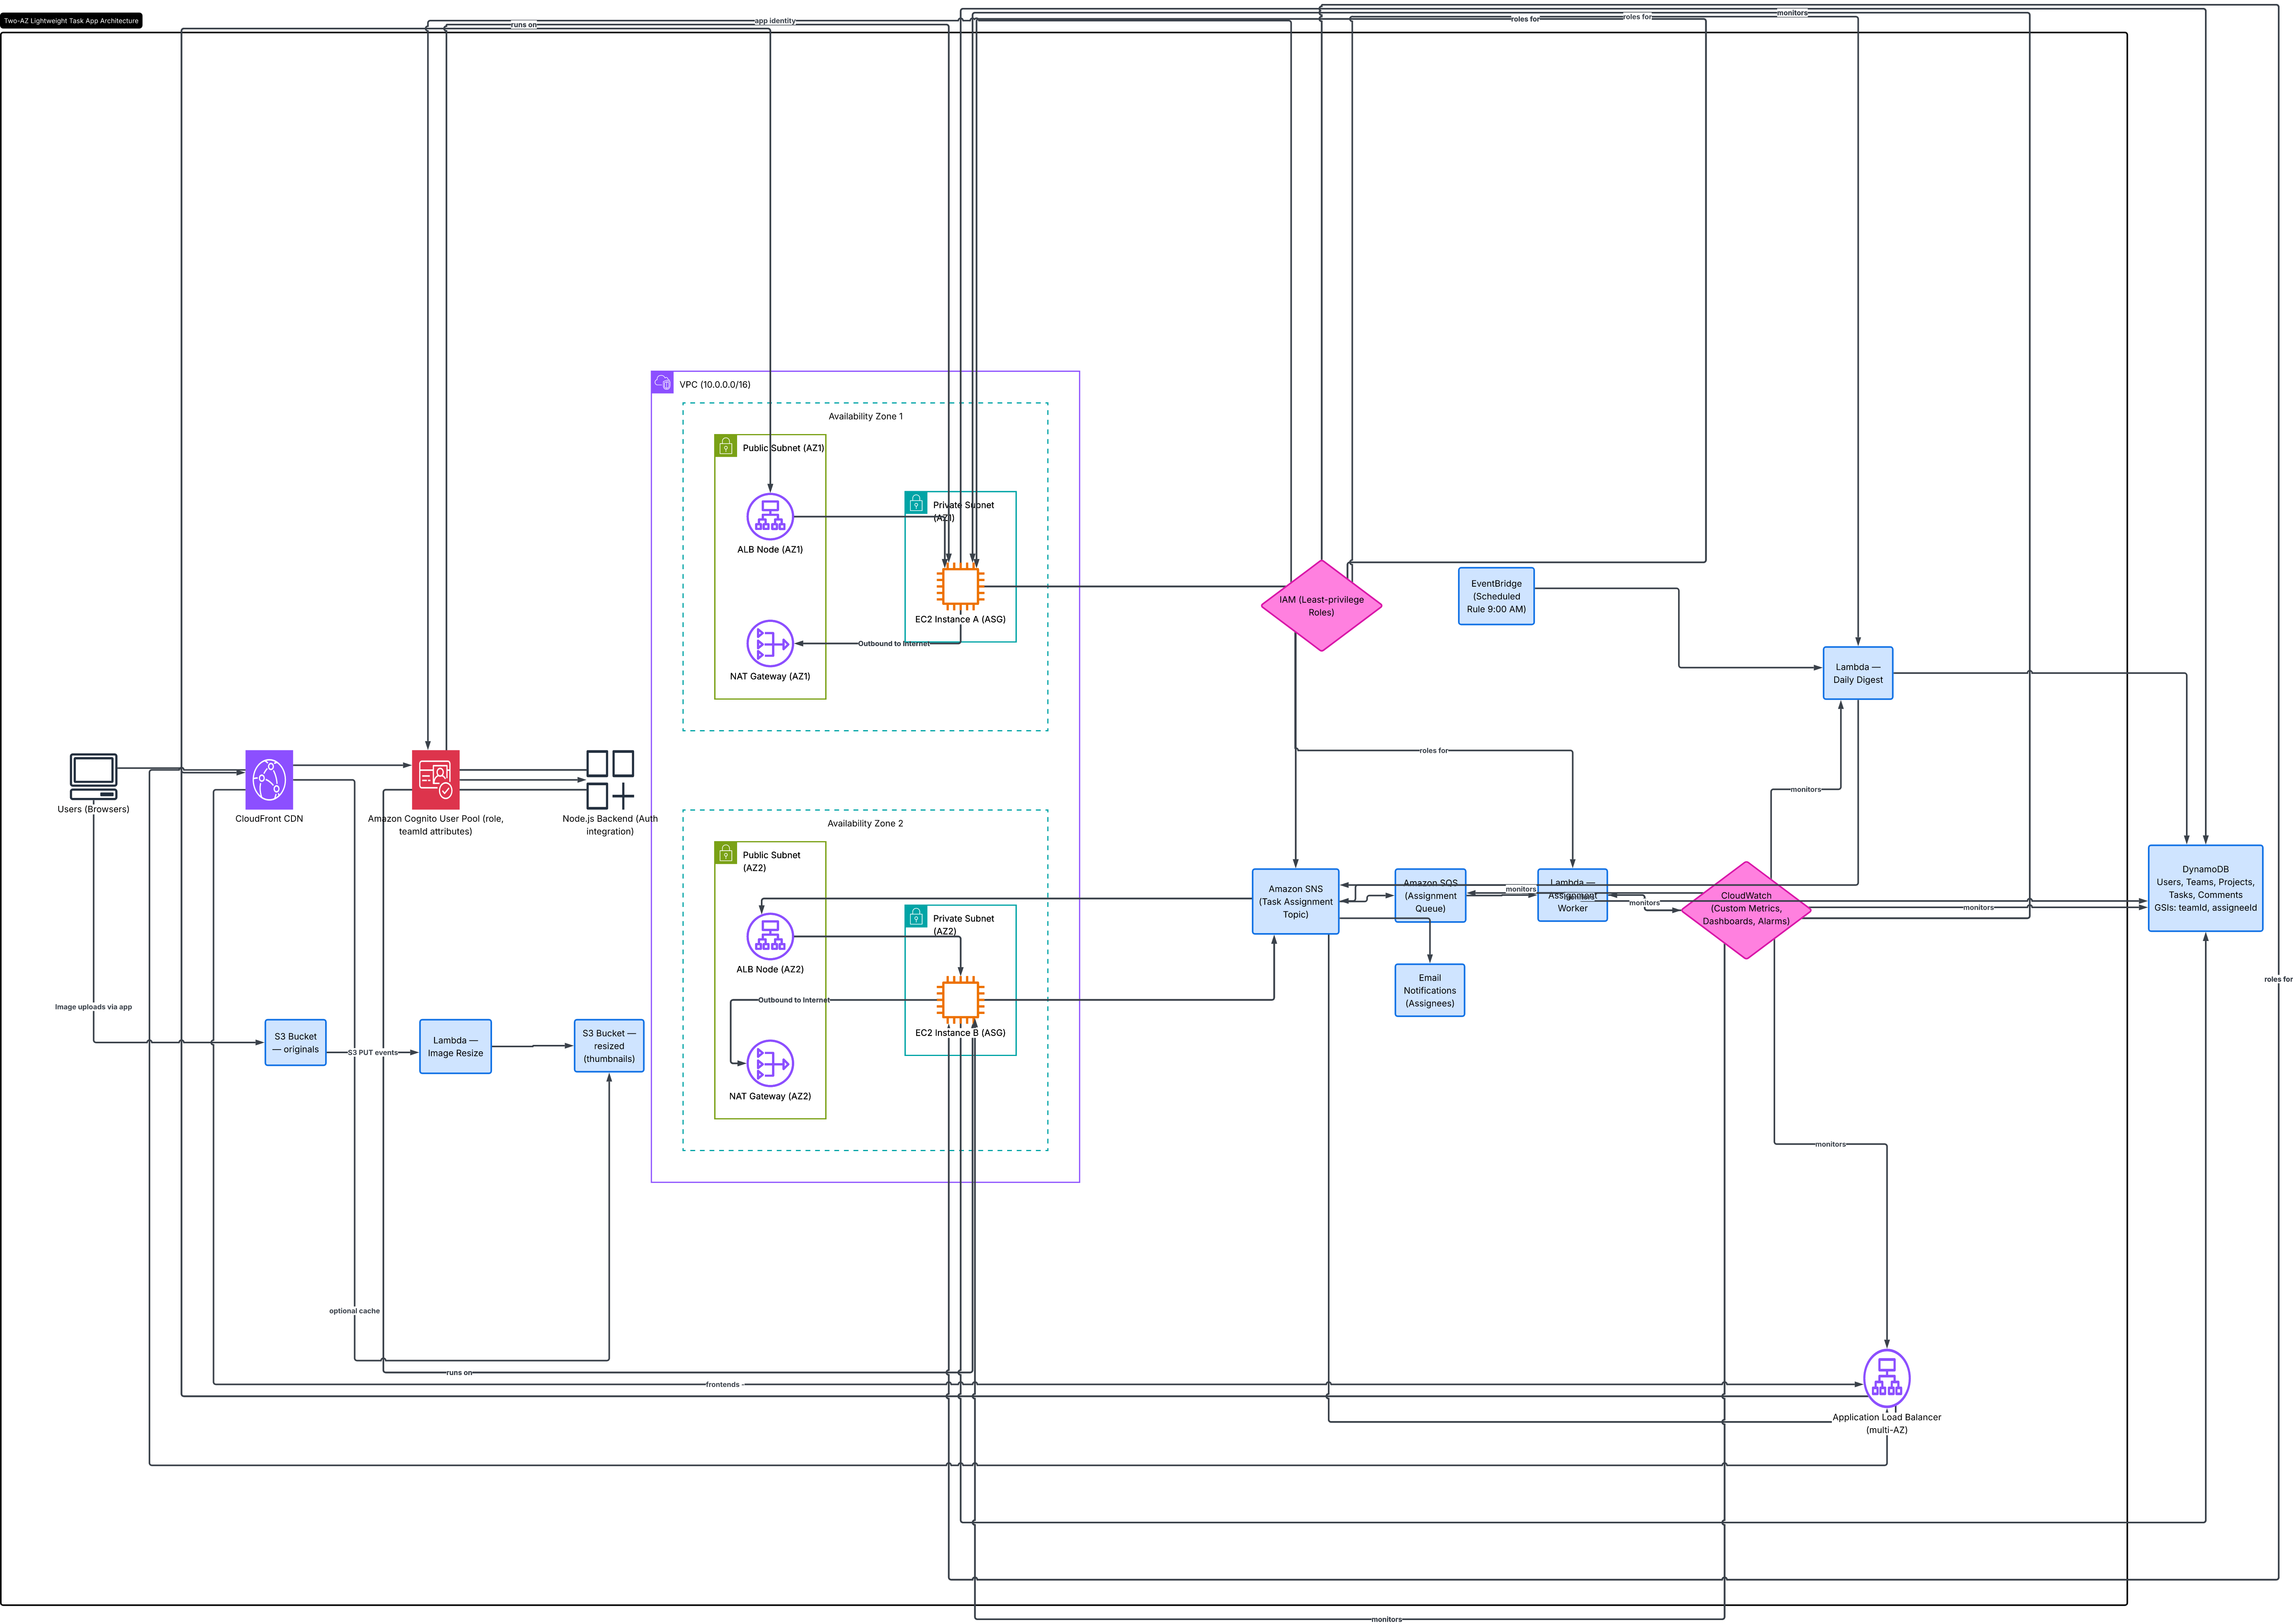 Two-AZ Lightweight Task App Architecture
app identity
runs on
monitors
roles for
roles for
VPC (10.0.0.0/16)
Availability Zone 1
Public Subnet (AZ1)
Private Subnet
(AZ1)
ALB Node (AZ1)
EC2 Instance A (ASG)
Outbound to Internet
NAT Gateway (AZ1)
IAM (Least-privilege
Roles)
EventBridge
(Scheduled
Rule 9:00 AM)
Lambda —
Daily Digest
roles for
monitors
Users (Browsers)
CloudFront CDN
Amazon Cognito User Pool (role,
teamId attributes)
Node.js Backend (Auth
integration)
Availability Zone 2
Public Subnet
(AZ2)
Private Subnet
(AZ2)
ALB Node (AZ2)
Outbound to Internet
EC2 Instance B (ASG)
NAT Gateway (AZ2)
Amazon SNS
(Task Assignment
Topic)
Amazon SQS
(Assignment
Queue)
monitors
Lambda —
Assignment
Worker
monitors
monitors
CloudWatch
(Custom Metrics,
Dashboards, Alarms)
monitors
DynamoDB
Users, Teams, Projects,
Tasks, Comments
GSIs: teamId, assigneeId
Email
Notifications
(Assignees)
roles for
Image uploads via app
S3 Bucket
— originals
S3 PUT events
Lambda —
Image Resize
S3 Bucket —
resized
(thumbnails)
monitors
optional cache
runs on
frontends -
Application Load Balancer
(multi-AZ)
monitors